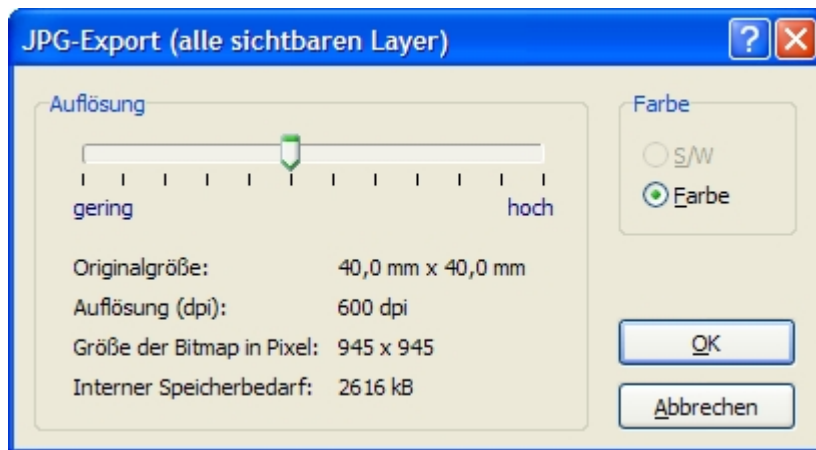 JPG-Export (alle sichtbaren Layer)
Auflösung
gering hoch
Originalgröße: 40,0 mm x 40,0 mm
Auflösung (dpi): 600 dpi
Größe der Bitmap in Pixel: 945 x 945
Interner Speicherbedarf: 2616 kB
Farbe
S/W
Farbe
OK
Abbrechen